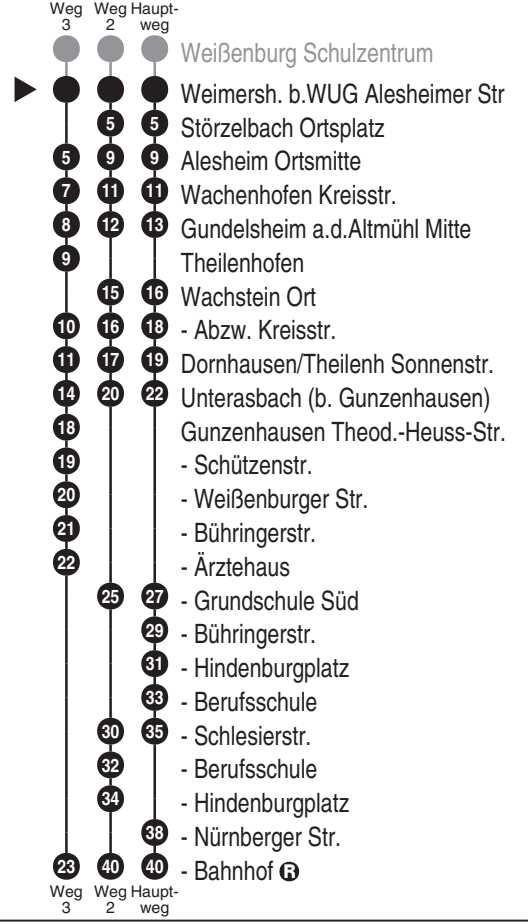 Weg Weg Haupt-
3 2 weg
Weißenburg Schulzentrum
Weimersh. b.WUG Alesheimer Str
5 5 Störzelbach Ortsplatz
5 9 9 Alesheim Ortsmitte
7 11 11 Wachenhofen Kreisstr.
8 12 13 Gundelsheim a.d.Altmühl Mitte
9 Theilenhofen
15 16 Wachstein Ort
10 16 18 - Abzw. Kreisstr.
11 17 19 Dornhausen/Theilenh Sonnenstr.
14 20 22 Unterasbach (b. Gunzenhausen)
18 Gunzenhausen Theod.-Heuss-Str.
19 - Schützenstr.
20 - Weißenburger Str.
21 - Bühringerstr.
22 - Ärztehaus
25 27 - Grundschule Süd
29 - Bühringerstr.
31 - Hindenburgplatz
33 - Berufsschule
30 35 - Schlesierstr.
32 - Berufsschule
34 - Hindenburgplatz
38 - Nürnberger Str.
23 40 40 - Bahnhof R
Weg Weg Haupt-
3 2 weg